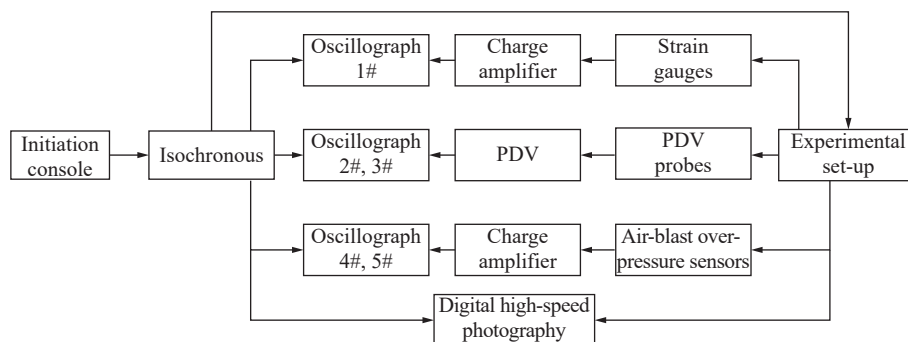 Oscillograph
1#
Charge
amplifier
Strain
gauges
Initiation
console
Isochronous
Oscillograph
2#, 3#
PDV
PDV
probes
Experimental
set-up
Oscillograph
4#, 5#
Charge
amplifier
Air-blast over-
pressure sensors
Digital high-speed
photography